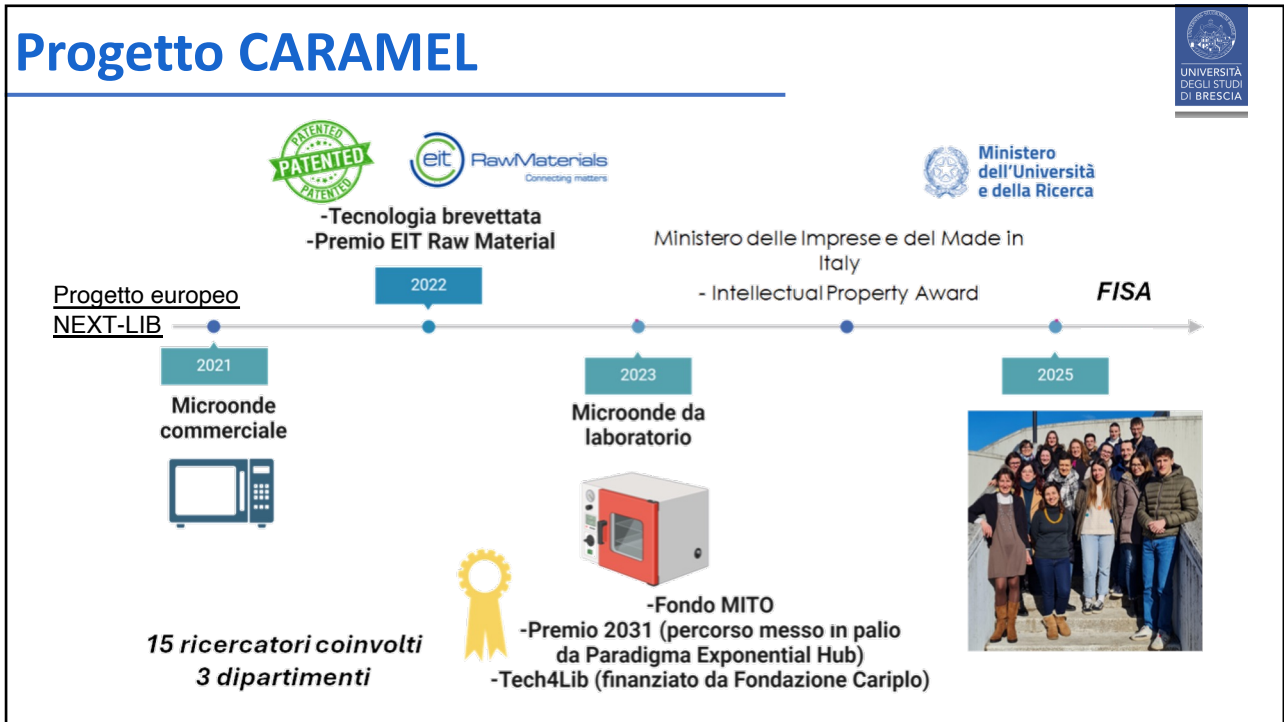 Progetto CARAMEL
UNIVERSITÀ
DEGLI STUDI
DI BRESCIA
PATENTED
PATENTED
PATENTED
eit RawMaterials
Connecting matters
-Tecnologia brevettata
-Premio EIT Raw Material
Ministero
dell'Università
e della Ricerca
Ministero delle Imprese e del Made in
Italy
- Intellectual Property Award
FISA
Progetto europeo
NEXT-LIB
2022
2021
2023
2025
Microonde
commerciale
Microonde da
laboratorio
-Fondo MITO
-Premio 2031 (percorso messo in palio
da Paradigma Exponential Hub)
-Tech4Lib (finanziato da Fondazione Cariplo)
15 ricercatori coinvolti
3 dipartimenti